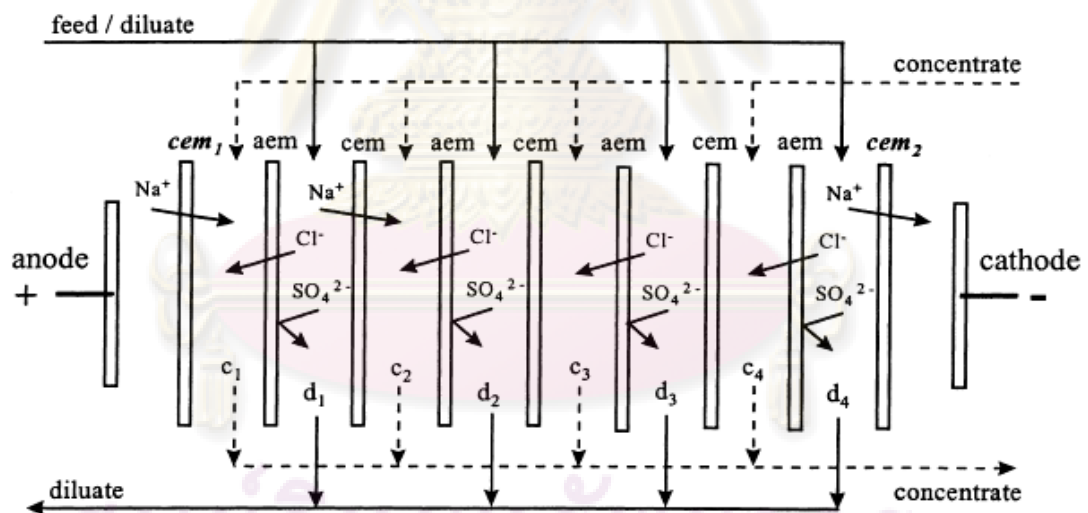 feed / diluate
concentrate
cem₁ aem cem aem cem aem cem aem cem₂
Na⁺ Na⁺ Na⁺
Cl⁻ Cl⁻ Cl⁻ Cl⁻
anode cathode
SO₄²⁻ SO₄²⁻ SO₄²⁻ SO₄²⁻
+ -
c₁ c₂ c₃ c₄
d₁ d₂ d₃ d₄
diluate concentrate